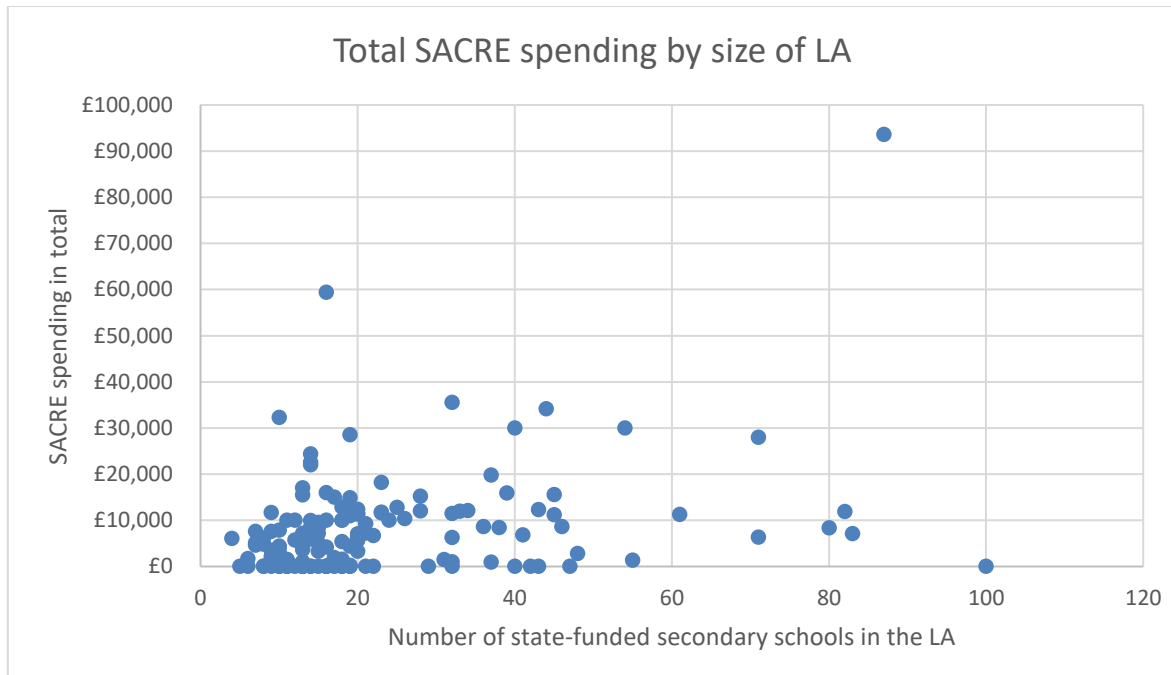 Total SACRE spending by size of LA
£100,000
£90,000
£80,000
£70,000
£60,000
£50,000
£40,000
£30,000
£20,000
£10,000
£0
SACRE spending in total
0 20 40 60 80 100 120
Number of state-funded secondary schools in the LA